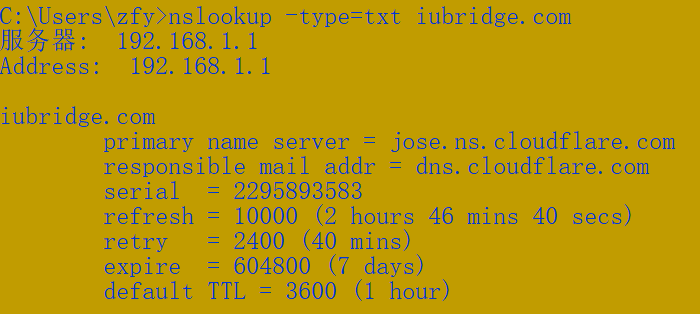 C:\Users\zfy>nslookup -type=txt iubridge.com
服务器:  192.168.1.1
Address:  192.168.1.1

iubridge.com
        primary name server = jose.ns.cloudflare.com
        responsible mail addr = dns.cloudflare.com
        serial  = 2295893583
        refresh = 10000 (2 hours 46 mins 40 secs)
        retry   = 2400 (40 mins)
        expire  = 604800 (7 days)
        default TTL = 3600 (1 hour)